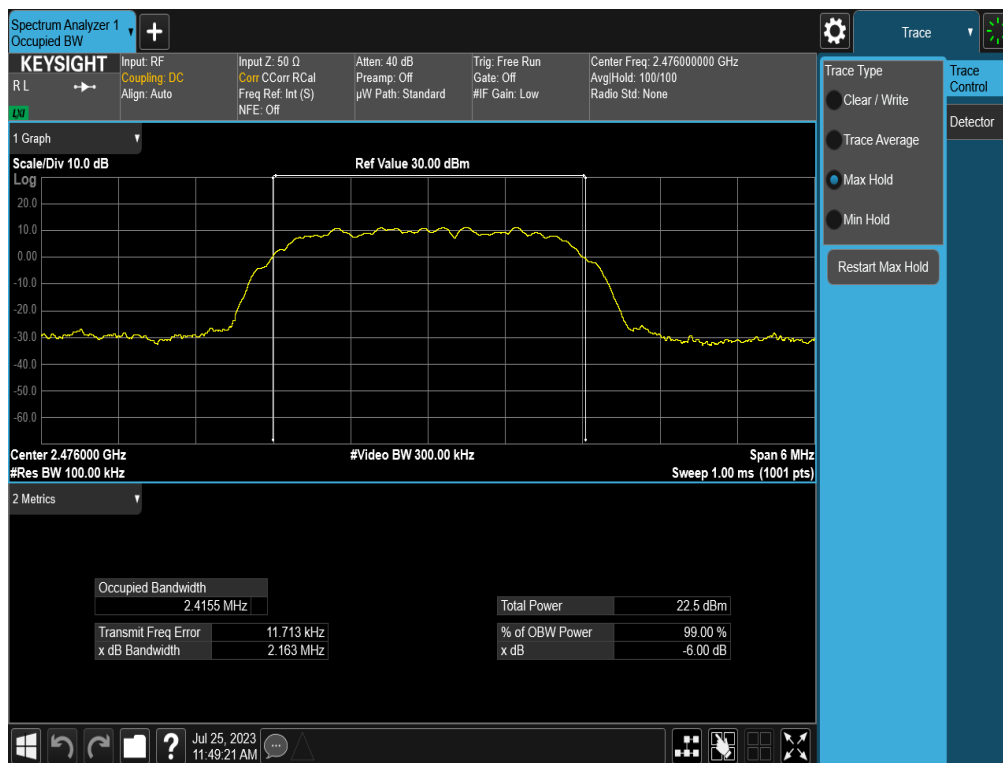 Spectrum Analyzer 1
Occupied BW
Trace
KEYSIGHT
R L
LXI
Input: RF
Coupling: DC
Align: Auto
Input Z: 50 Ω
Corr CCorr RCal
Freq Ref: Int (S)
NFE: Off
Atten: 40 dB
Preamp: Off
µW Path: Standard
Trig: Free Run
Gate: Off
#IF Gain: Low
Center Freq: 2.476000000 GHz
Avg|Hold: 100/100
Radio Std: None
Trace Type
Clear / Write
Trace Average
Max Hold
Min Hold
Restart Max Hold
Trace
Control
Detector
1 Graph
Scale/Div 10.0 dB
Ref Value 30.00 dBm
Log
20.0
10.0
0.00
-10.0
-20.0
-30.0
-40.0
-50.0
-60.0
Center 2.476000 GHz
#Video BW 300.00 kHz
Span 6 MHz
#Res BW 100.00 kHz
Sweep 1.00 ms (1001 pts)
2 Metrics
Occupied Bandwidth
2.4155 MHz
Total Power 22.5 dBm
Transmit Freq Error 11.713 kHz
% of OBW Power 99.00 %
x dB Bandwidth 2.163 MHz
x dB -6.00 dB
?
Jul 25, 2023
11:49:21 AM